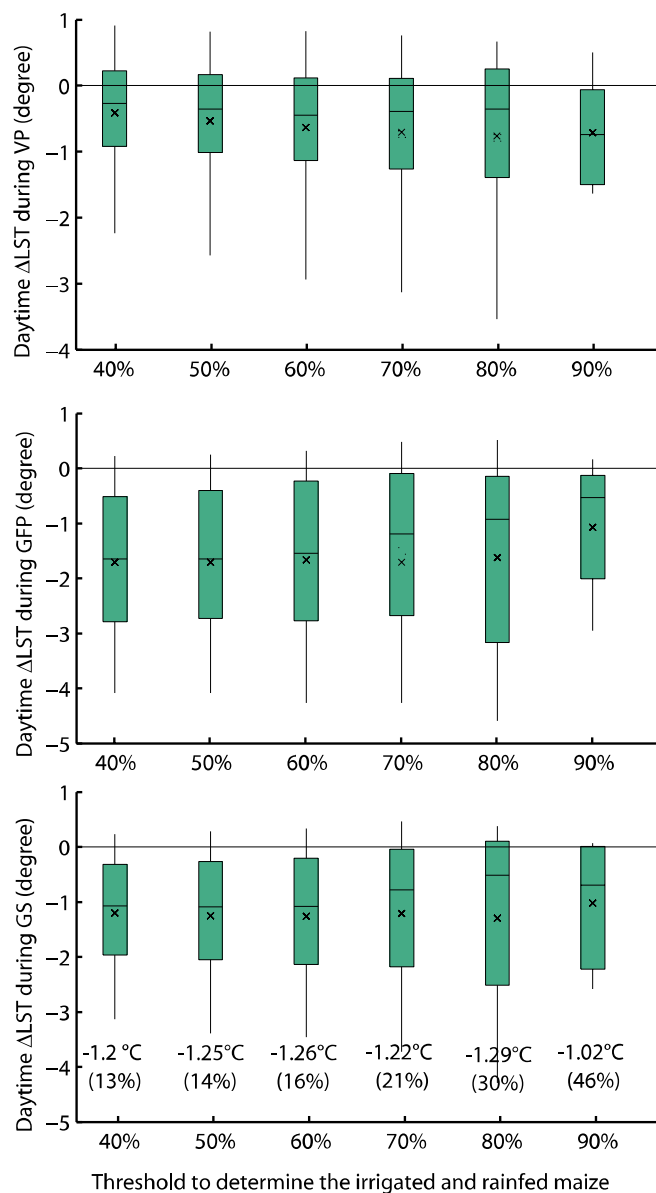 Daytime ΔLST during VP (degree)
1
0
−1
−2
−3
−4
40% 50% 60% 70% 80% 90%
Daytime ΔLST during GFP (degree)
1
0
−1
−2
−3
−4
−5
40% 50% 60% 70% 80% 90%
Daytime ΔLST during GS (degree)
1
0
−1
−2
−3
−4
−5
-1.2°C -1.25°C -1.26°C -1.22°C -1.29°C -1.02°C
(13%) (14%) (16%) (21%) (30%) (46%)
40% 50% 60% 70% 80% 90%
Threshold to determine the irrigated and rainfed maize